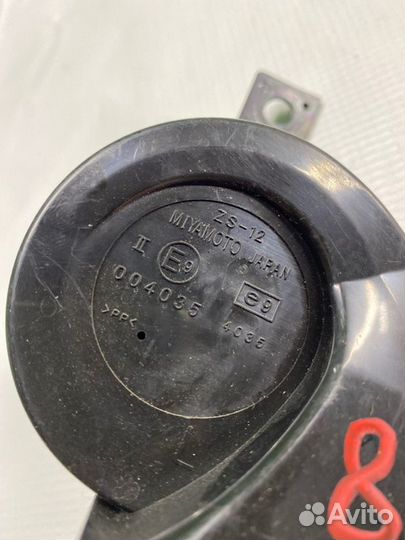 ZS-12
MIYAMOTO JAPAN
II E9 e9
004035 4035
>PP<
8
Avito